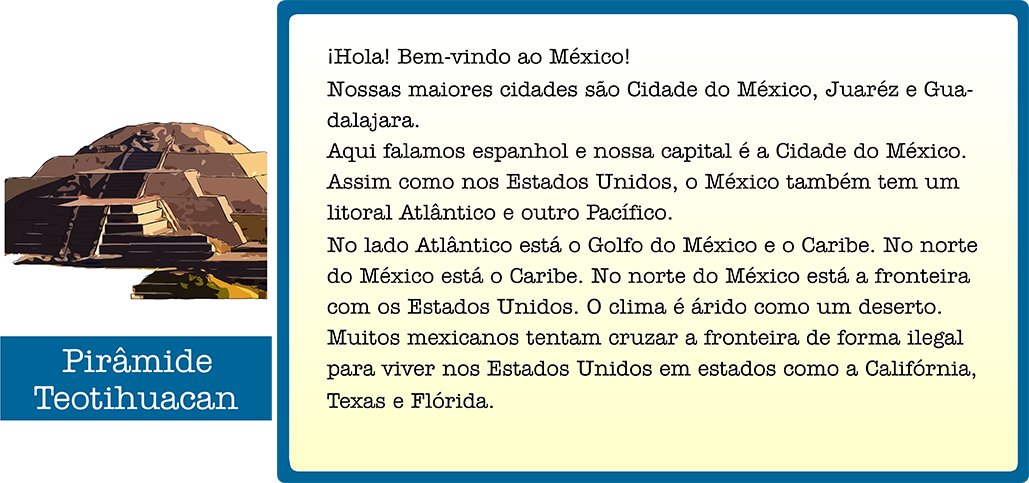 ¡Hola! Bem-vindo ao México!
Nossas maiores cidades são Cidade do México, Juaréz e Gua-
dalajara.
Aqui falamos espanhol e nossa capital é a Cidade do México.
Assim como nos Estados Unidos, o México também tem um
litoral Atlântico e outro Pacífico.
No lado Atlântico está o Golfo do México e o Caribe. No norte
do México está o Caribe. No norte do México está a fronteira
com os Estados Unidos. O clima é árido como um deserto.
Muitos mexicanos tentam cruzar a fronteira de forma ilegal
para viver nos Estados Unidos em estados como a Califórnia,
Texas e Flórida.
Pirâmide
Teotihuacan